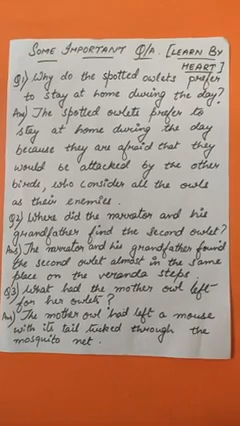 SOME IMPORTANT Q/A. [LEARN BY
HEART]
Q1) Why do the spotted owlets prefer
to stay at home during the day?
Ans) The spotted owlets prefer to
stay at home during the day
because they are afraid that they
would be attacked by the other
birds, who consider all the owls
as their enemies.
Q2) Where did the narrator and his
grandfather find the second owlet?
Ans) The narrator and his grandfather found
the second owlet almost in the same
place on the veranda steps.
Q3) What had the mother owl left
for her owlets?
Ans) The mother owl had left a mouse
with its tail tucked through the
mosquito net.